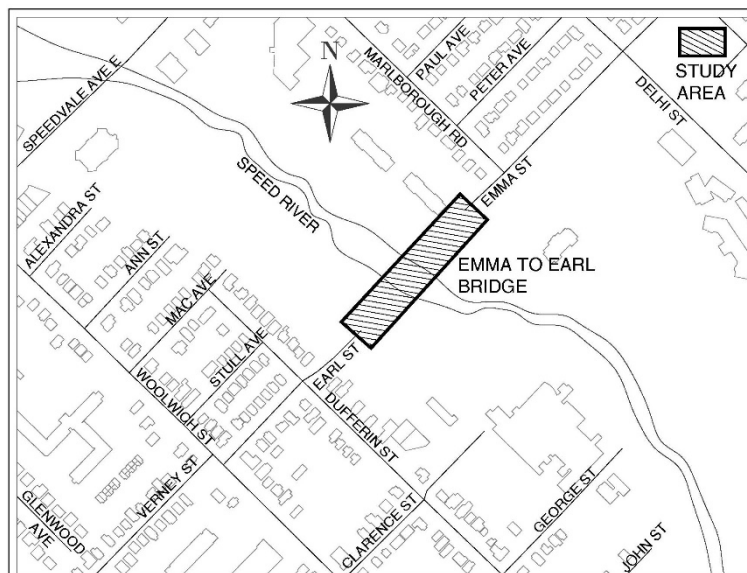 N
MARLBOROUGH RD
PAUL AVE
PETER AVE
STUDY
AREA
DELHI ST
SPEEDVALE AVE E
SPEED RIVER
EMMA ST
ALEXANDRA ST
ANN ST
EMMA TO EARL
BRIDGE
MAC AVE
STULL AVE
EARL ST
WOOLWICH ST
DUFFERIN ST
VERNEY ST
GLENWOOD
AVE
CLARENCE ST
GEORGE ST
JOHN ST